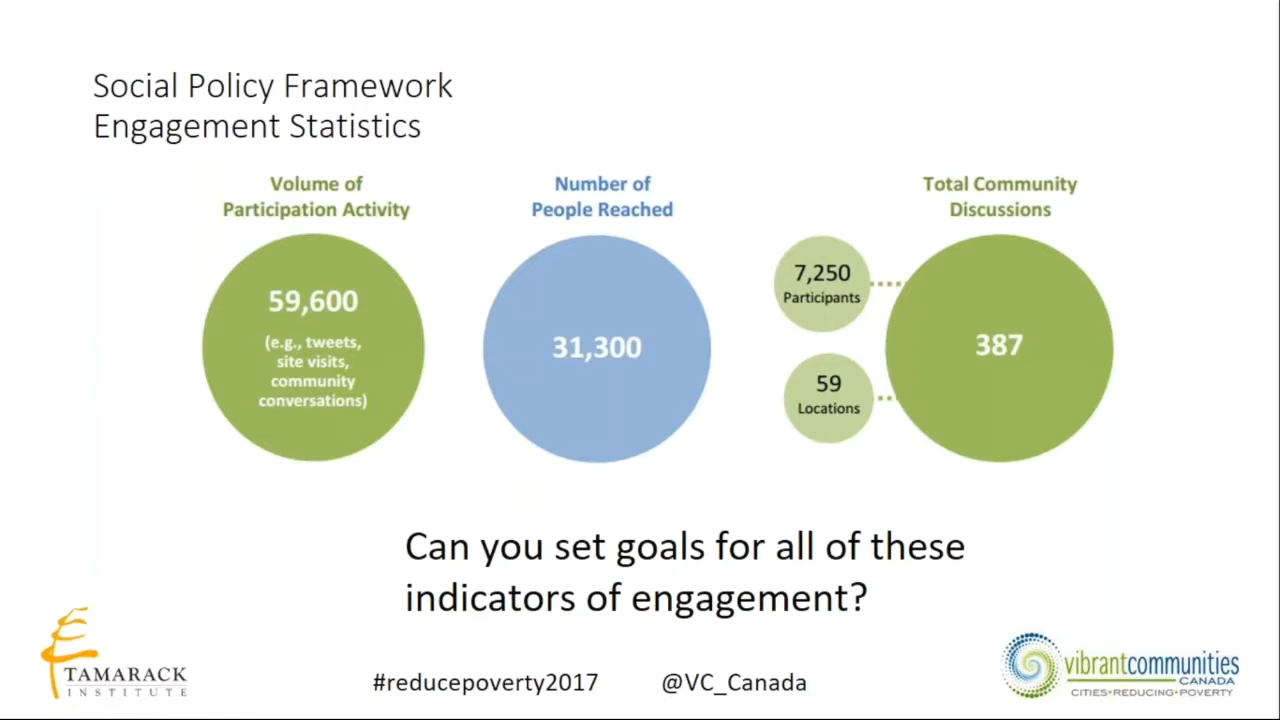 Social Policy Framework
Engagement Statistics
Volume of
Participation Activity
59,600
(e.g., tweets,
site visits,
community
conversations)
Number of
People Reached
31,300
Total Community
Discussions
7,250
Participants
59
Locations
387
Can you set goals for all of these
indicators of engagement?
TAMARACK
INSTITUTE
#reducepoverty2017
@VC_Canada
vibrantcommunities
CANADA
CITIES•REDUCING•POVERTY